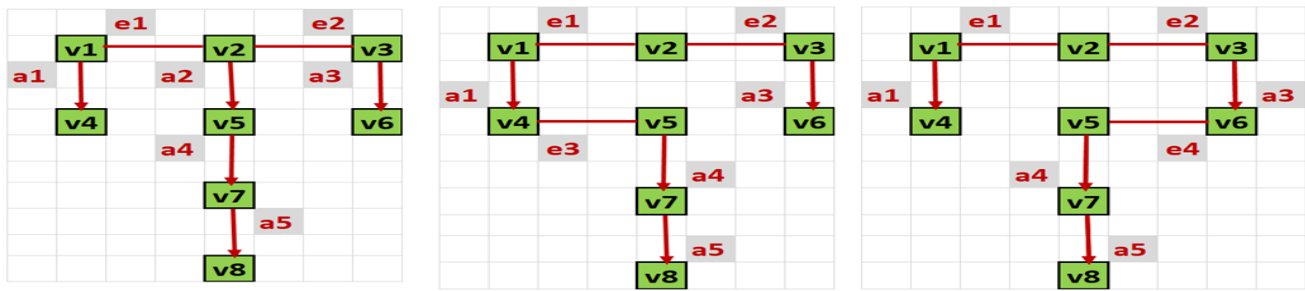 e1 e2
v1 v2 v3
a1 a2 a3
v4 v5 v6
a4
v7
a5
v8
e1 e2
v1 v2 v3
a1 a3
v4 v5 v6
e3
a4
v7
a5
v8
e1 e2
v1 v2 v3
a1 a3
v4 v5 v6
e4
a4
v7
a5
v8